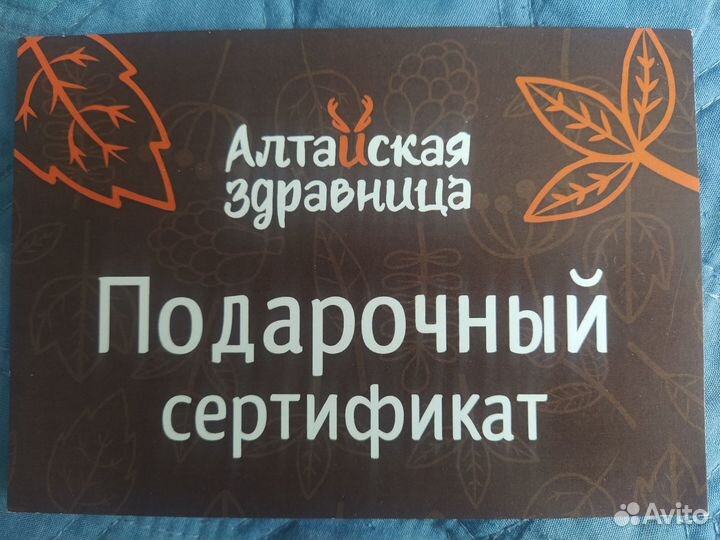 Алтайская
здравница
Подарочный
сертификат
Avito